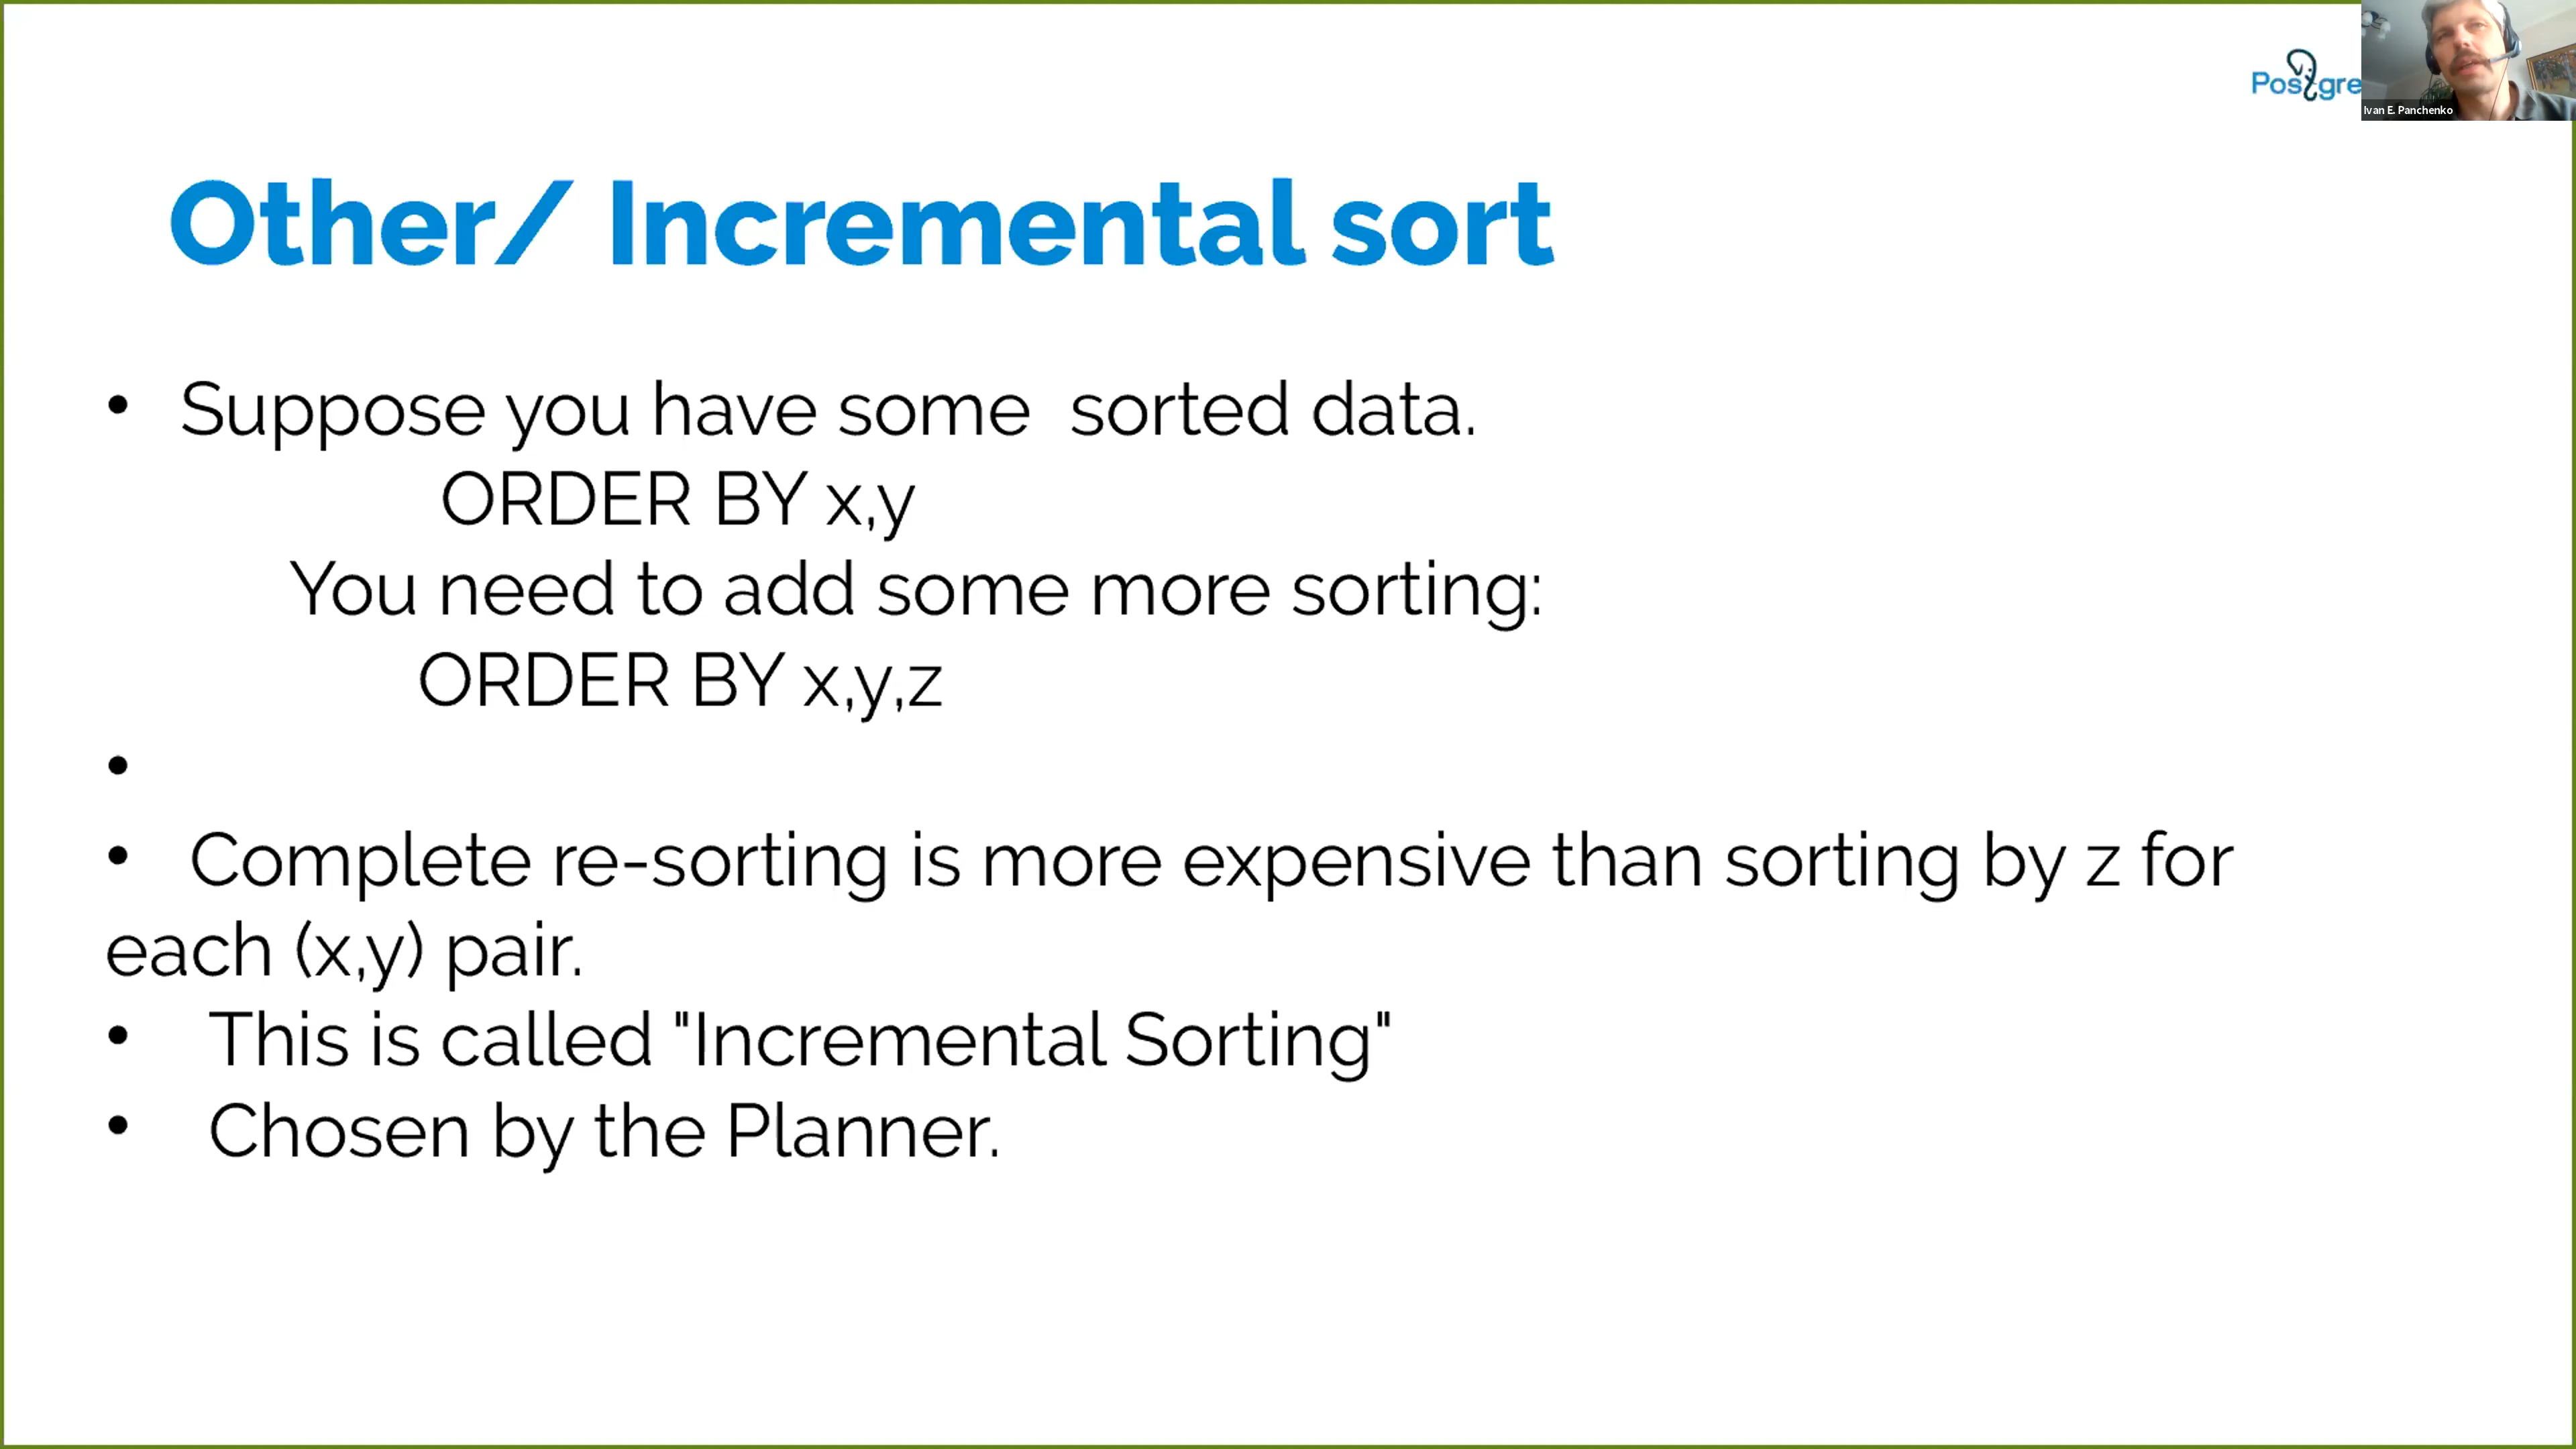 Postgre
Ivan E. Panchenko
Other/ Incremental sort
• Suppose you have some  sorted data.
ORDER BY x,y
You need to add some more sorting:
ORDER BY x,y,z
•
• Complete re-sorting is more expensive than sorting by z for
each (x,y) pair.
• This is called "Incremental Sorting"
• Chosen by the Planner.